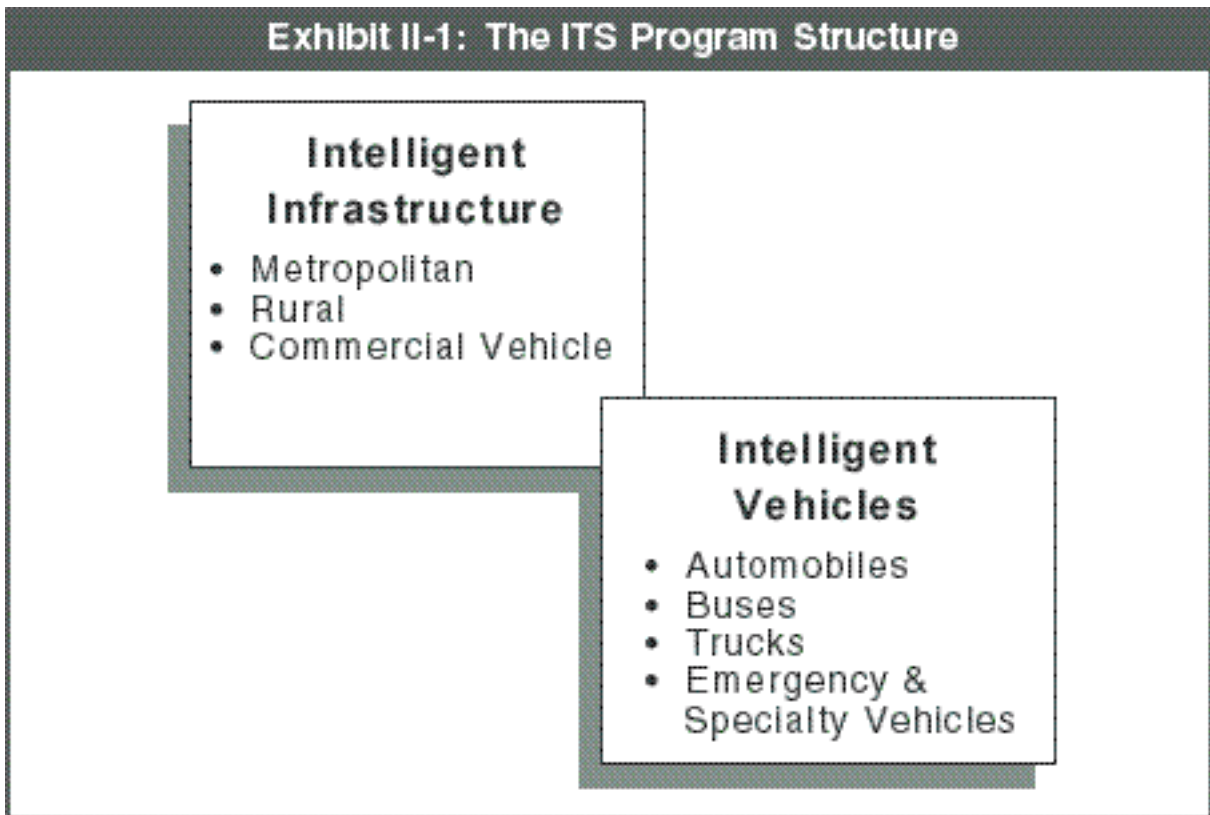 Exhibit II-1: The ITS Program Structure
Intelligent
Infrastructure
• Metropolitan
• Rural
• Commercial Vehicle
Intelligent
Vehicles
• Automobiles
• Buses
• Trucks
• Emergency &
Specialty Vehicles